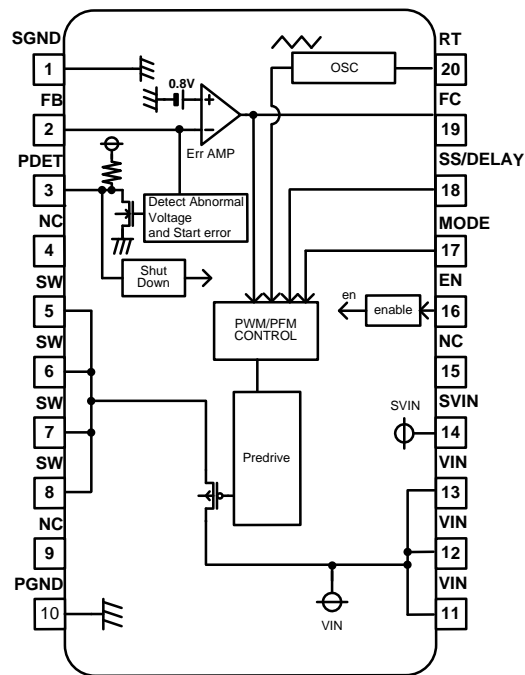 SGND
1
FB
2
PDET
3
NC
4
SW
5
SW
6
SW
7
SW
8
NC
9
PGND
10
0.8V
+
−
Err AMP
OSC
Detect Abnormal
Voltage
and Start error
Shut
Down
PWM/PFM
CONTROL
Predrive
en
enable
SVIN
VIN
RT
20
FC
19
SS/DELAY
18
MODE
17
EN
16
NC
15
SVIN
14
VIN
13
VIN
12
VIN
11